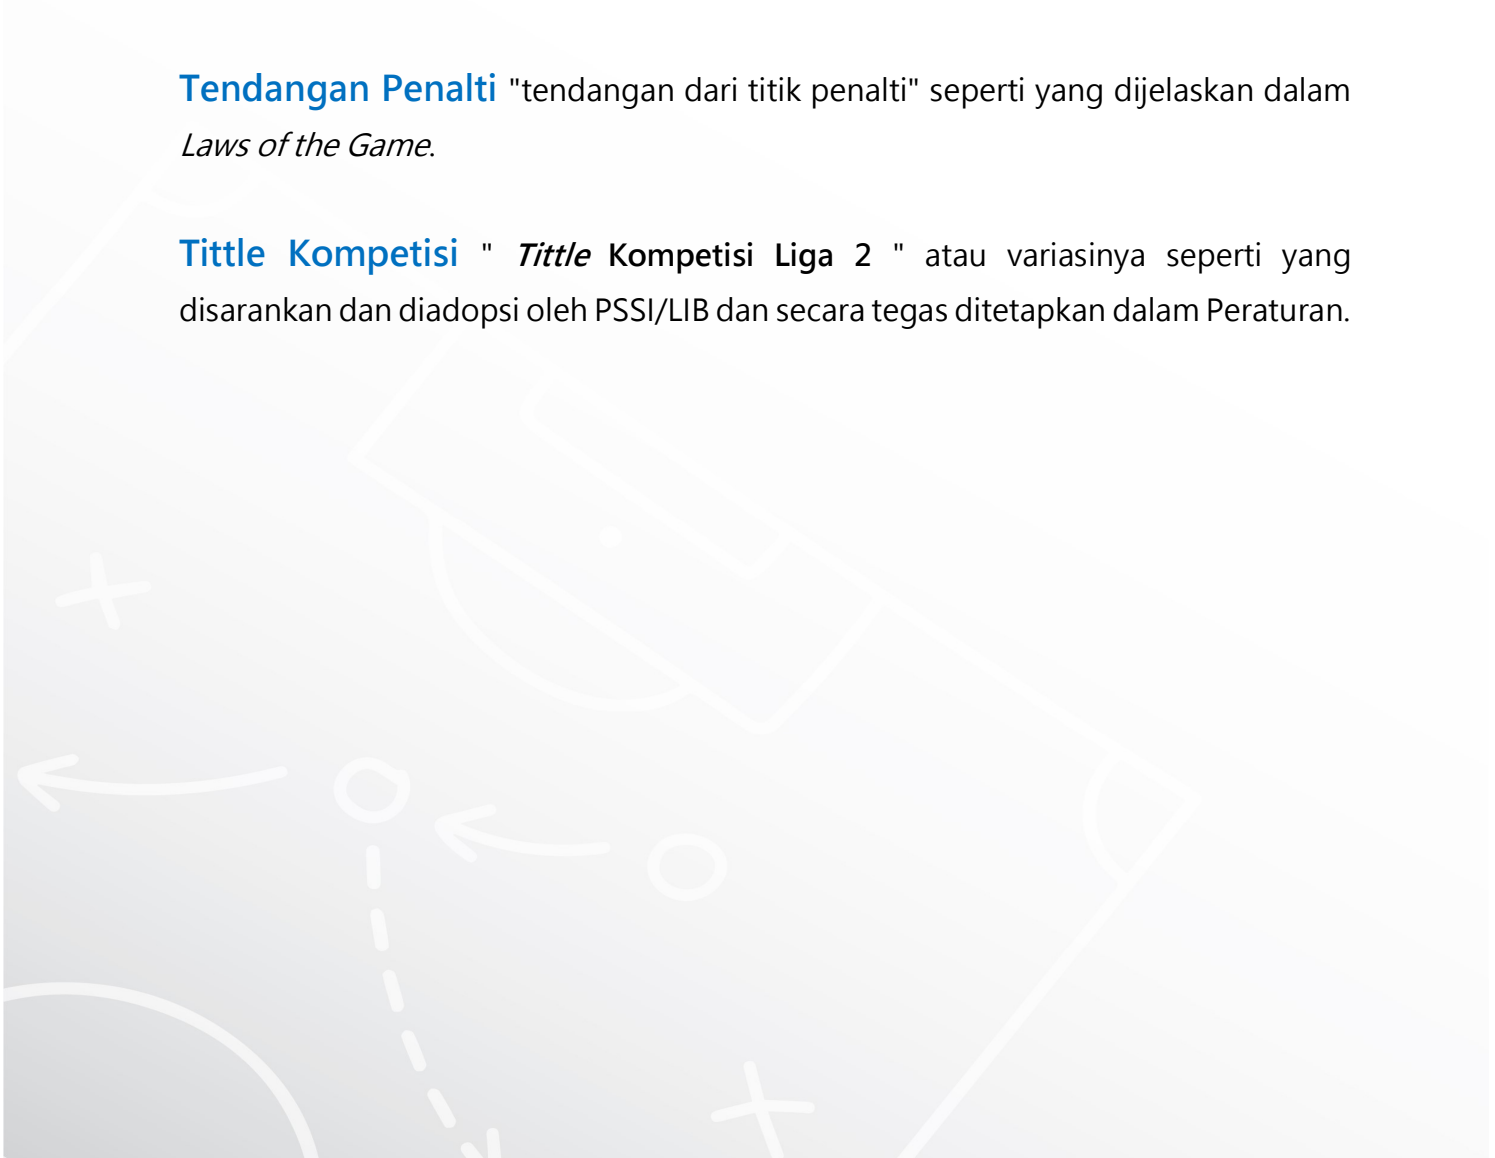 Tendangan Penalti "tendangan dari titik penalti" seperti yang dijelaskan dalam
Laws of the Game.
Tittle Kompetisi " Tittle Kompetisi Liga 2 " atau variasinya seperti yang
disarankan dan diadopsi oleh PSSI/LIB dan secara tegas ditetapkan dalam Peraturan.